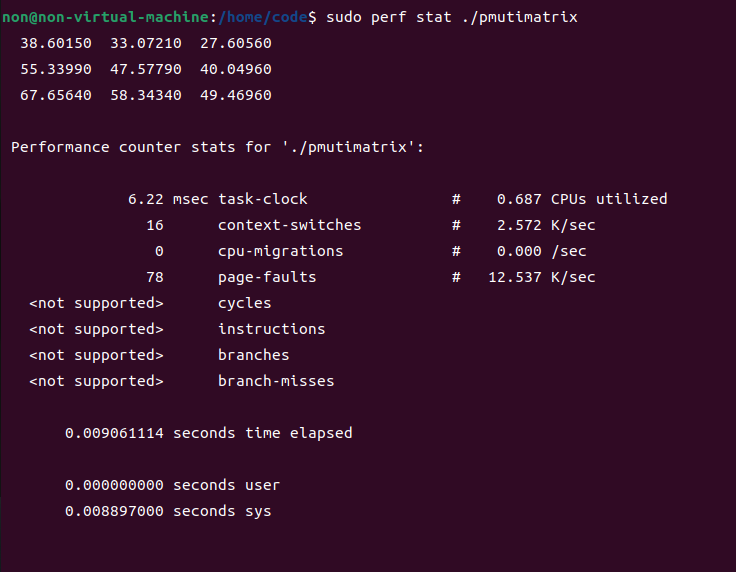 non@non-virtual-machine:/home/code$ sudo perf stat ./pmutimatrix
38.60150 33.07210 27.60560
55.33990 47.57790 40.04960
67.65640 58.34340 49.46960
Performance counter stats for './pmutimatrix':
6.22 msec task-clock # 0.687 CPUs utilized
16 context-switches # 2.572 K/sec
0 cpu-migrations # 0.000 /sec
78 page-faults # 12.537 K/sec
<not supported> cycles
<not supported> instructions
<not supported> branches
<not supported> branch-misses
0.009061114 seconds time elapsed
0.000000000 seconds user
0.008897000 seconds sys